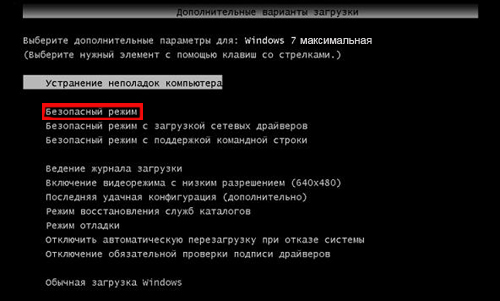 Дополнительные варианты загрузки
Выберите дополнительные параметры для: Windows 7 максимальная
(Выберите нужный элемент с помощью клавиш со стрелками.)
Устранение неполадок компьютера
Безопасный режим
Безопасный режим с загрузкой сетевых драйверов
Безопасный режим с поддержкой командной строки
Ведение журнала загрузки
Включение видеорежима с низким разрешением (640x480)
Последняя удачная конфигурация (дополнительно)
Режим восстановления служб каталогов
Режим отладки
Отключить автоматическую перезагрузку при отказе системы
Отключение обязательной проверки подписи драйверов
Обычная загрузка Windows